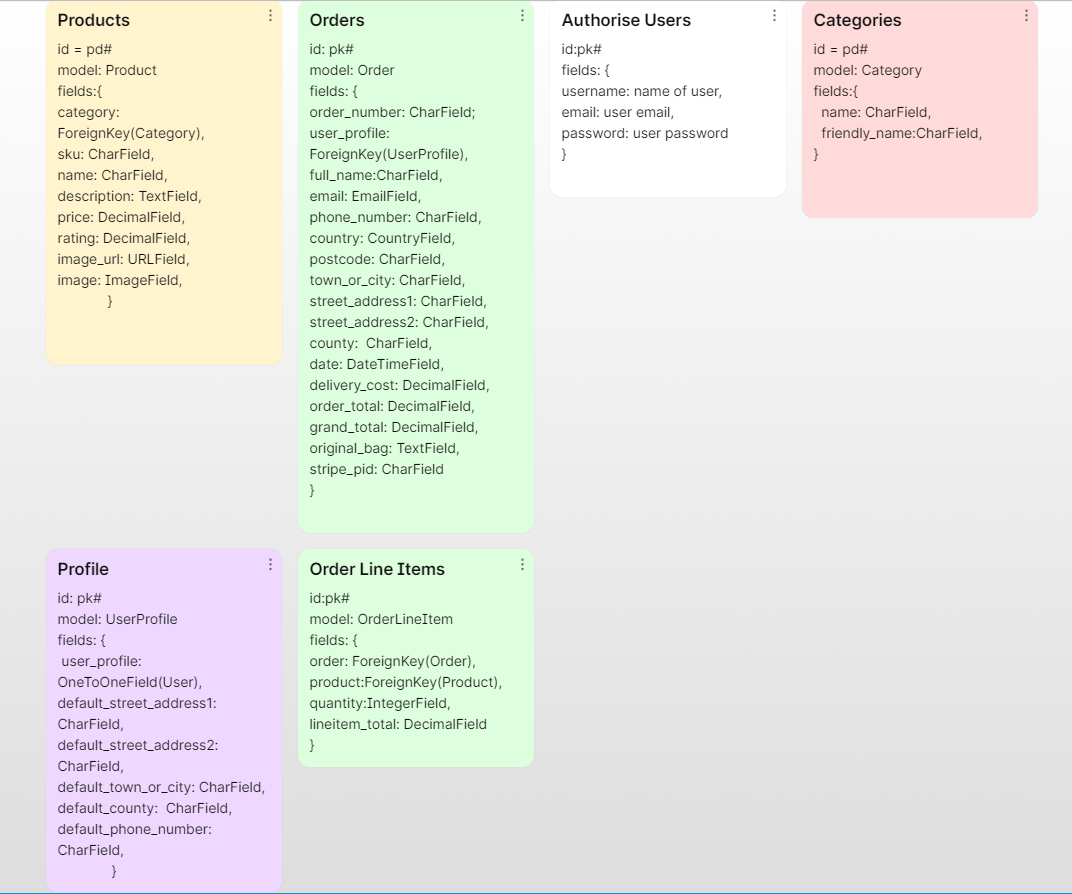 Products
id = pd#
model: Product
fields:{
category:
ForeignKey(Category),
sku: CharField,
name: CharField,
description: TextField,
price: DecimalField,
rating: DecimalField,
image_url: URLField,
image: ImageField,
}
Orders
id: pk#
model: Order
fields: {
order_number: CharField;
user_profile:
ForeignKey(UserProfile),
full_name:CharField,
email: EmailField,
phone_number: CharField,
country: CountryField,
postcode: CharField,
town_or_city: CharField,
street_address1: CharField,
street_address2: CharField,
county:  CharField,
date: DateTimeField,
delivery_cost: DecimalField,
order_total: DecimalField,
grand_total: DecimalField,
original_bag: TextField,
stripe_pid: CharField
}
Authorise Users
id:pk#
fields: {
username: name of user,
email: user email,
password: user password
}
Categories
id = pd#
model: Category
fields:{
name: CharField,
friendly_name:CharField,
}
Profile
id: pk#
model: UserProfile
fields: {
user_profile:
OneToOneField(User),
default_street_address1:
CharField,
default_street_address2:
CharField,
default_town_or_city: CharField,
default_county:  CharField,
default_phone_number:
CharField,
}
Order Line Items
id:pk#
model: OrderLineItem
fields: {
order: ForeignKey(Order),
product:ForeignKey(Product),
quantity:IntegerField,
lineitem_total: DecimalField
}